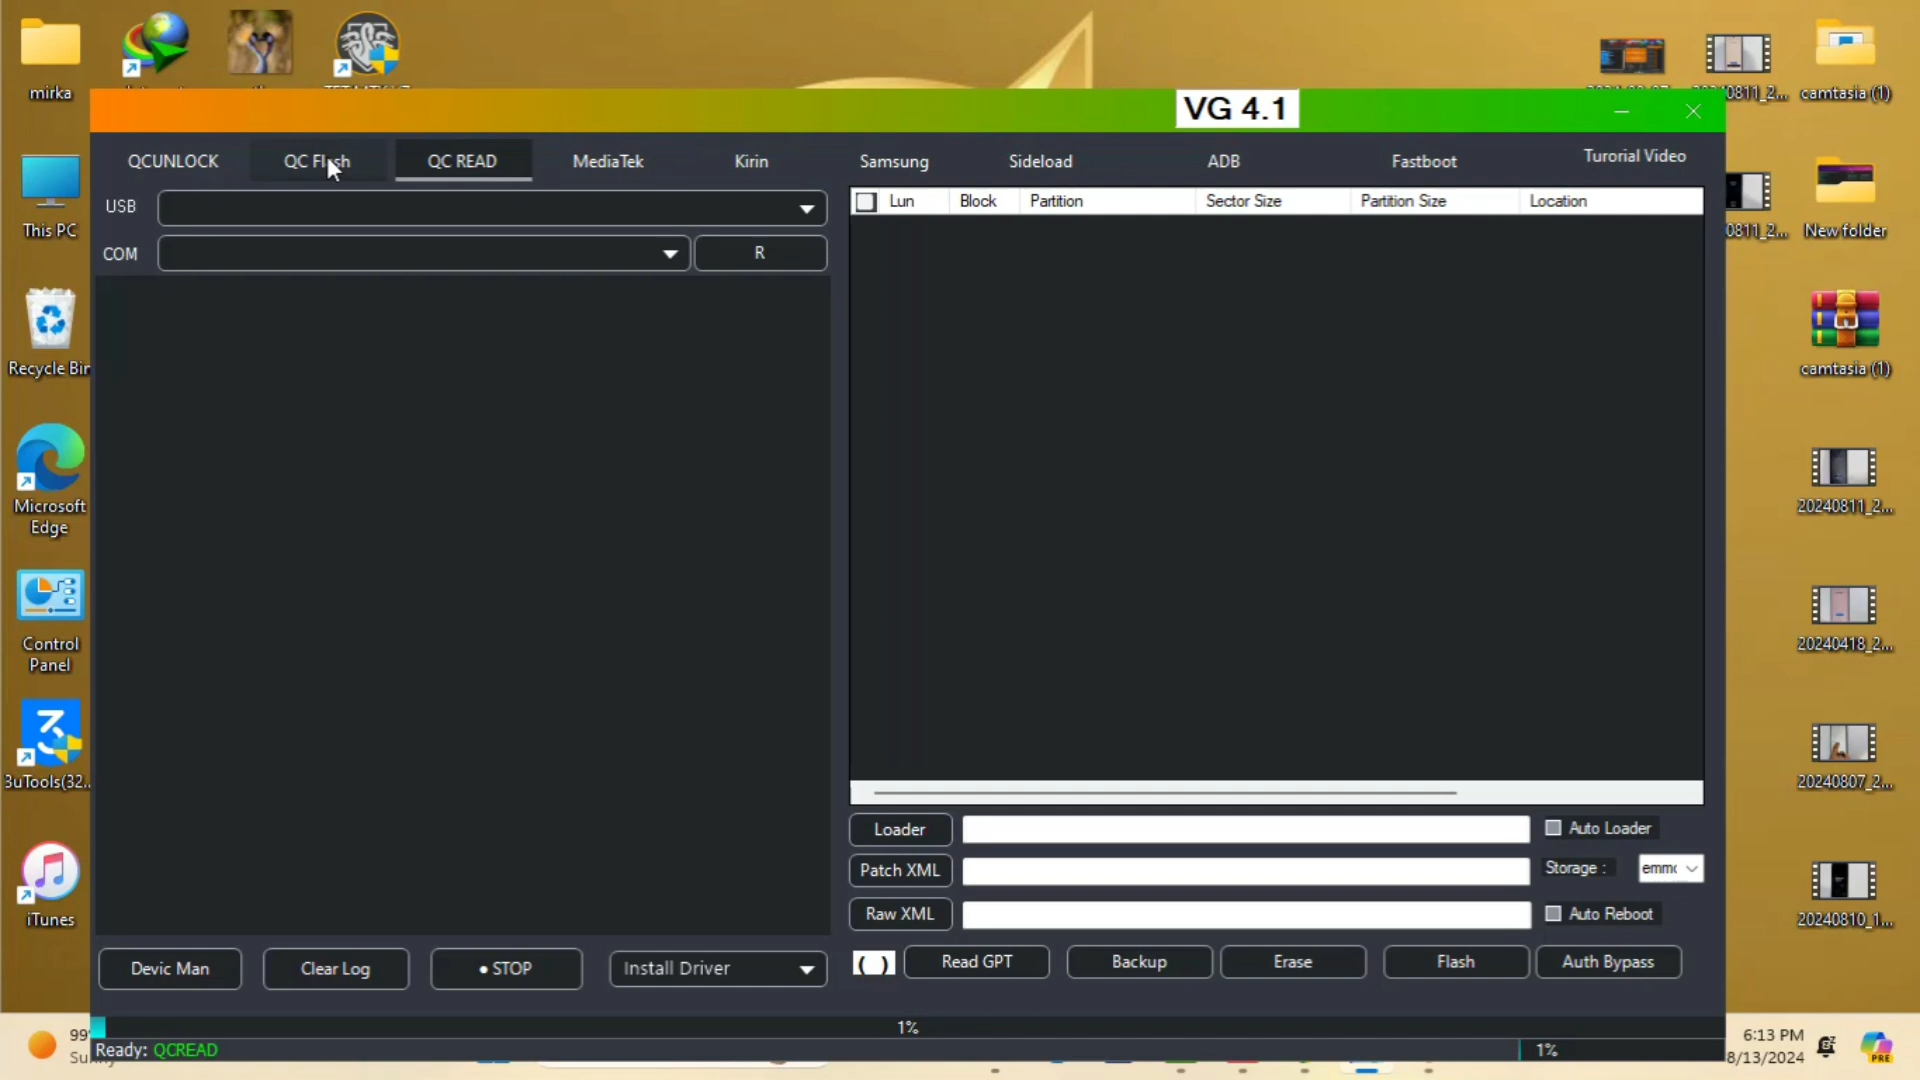 mirka
camtasia (1)
VG 4.1
QCUNLOCK
QC Flash
QC READ
MediaTek
Kirin
Samsung
Sideload
ADB
Fastboot
Turorial Video
USB
COM
R
Lun
Block
Partition
Sector Size
Partition Size
Location
This PC
0811_2...
New folder
Recycle Bin
camtasia (1)
Microsoft
Edge
20240811_2...
Control
Panel
20240418_2...
3uTools(32...
20240807_2...
iTunes
20240810_1...
Loader
Auto Loader
Patch XML
Storage :
emmc
Raw XML
Auto Reboot
Devic Man
Clear Log
● STOP
Install Driver
( )
Read GPT
Backup
Erase
Flash
Auth Bypass
1%
Ready: QCREAD
1%
99°
6:13 PM
8/13/2024
PRE